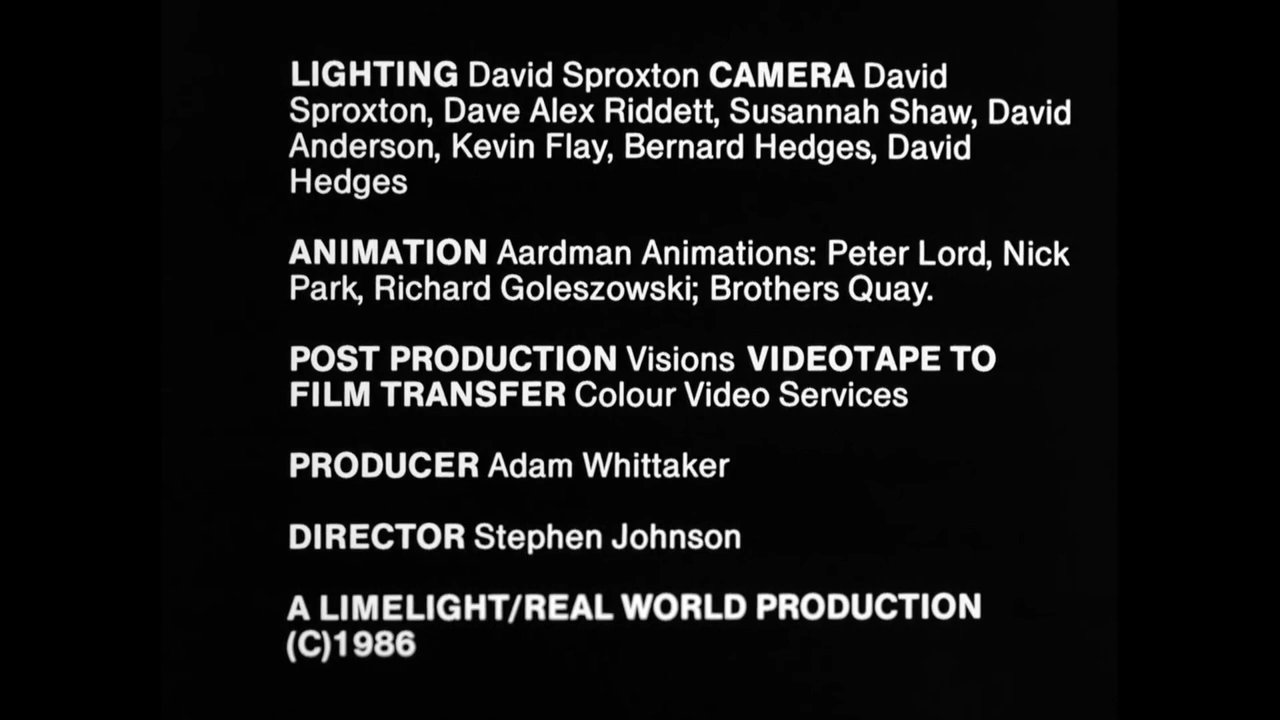 LIGHTING David Sproxton CAMERA David
Sproxton, Dave Alex Riddett, Susannah Shaw, David
Anderson, Kevin Flay, Bernard Hedges, David
Hedges
ANIMATION Aardman Animations: Peter Lord, Nick
Park, Richard Goleszowski; Brothers Quay.
POST PRODUCTION Visions VIDEOTAPE TO
FILM TRANSFER Colour Video Services
PRODUCER Adam Whittaker
DIRECTOR Stephen Johnson
A LIMELIGHT/REAL WORLD PRODUCTION
(C)1986